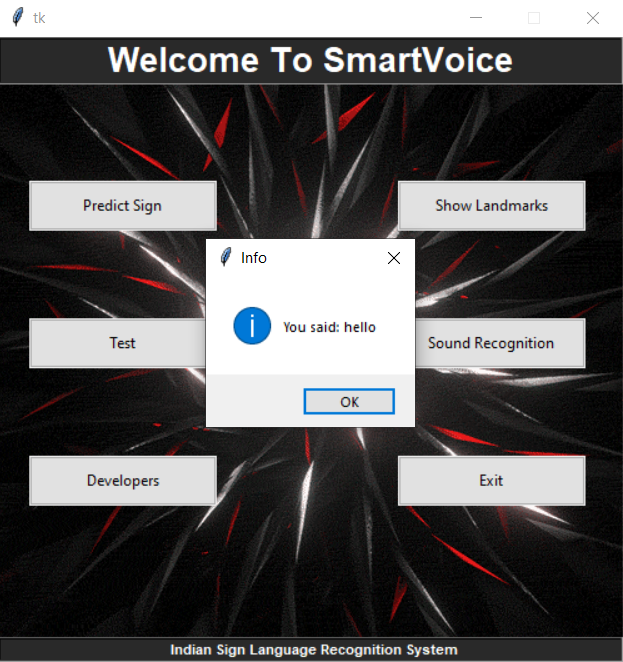 tk
Welcome To SmartVoice
Predict Sign
Show Landmarks
Info
You said: hello
OK
Test
Sound Recognition
Developers
Exit
Indian Sign Language Recognition System